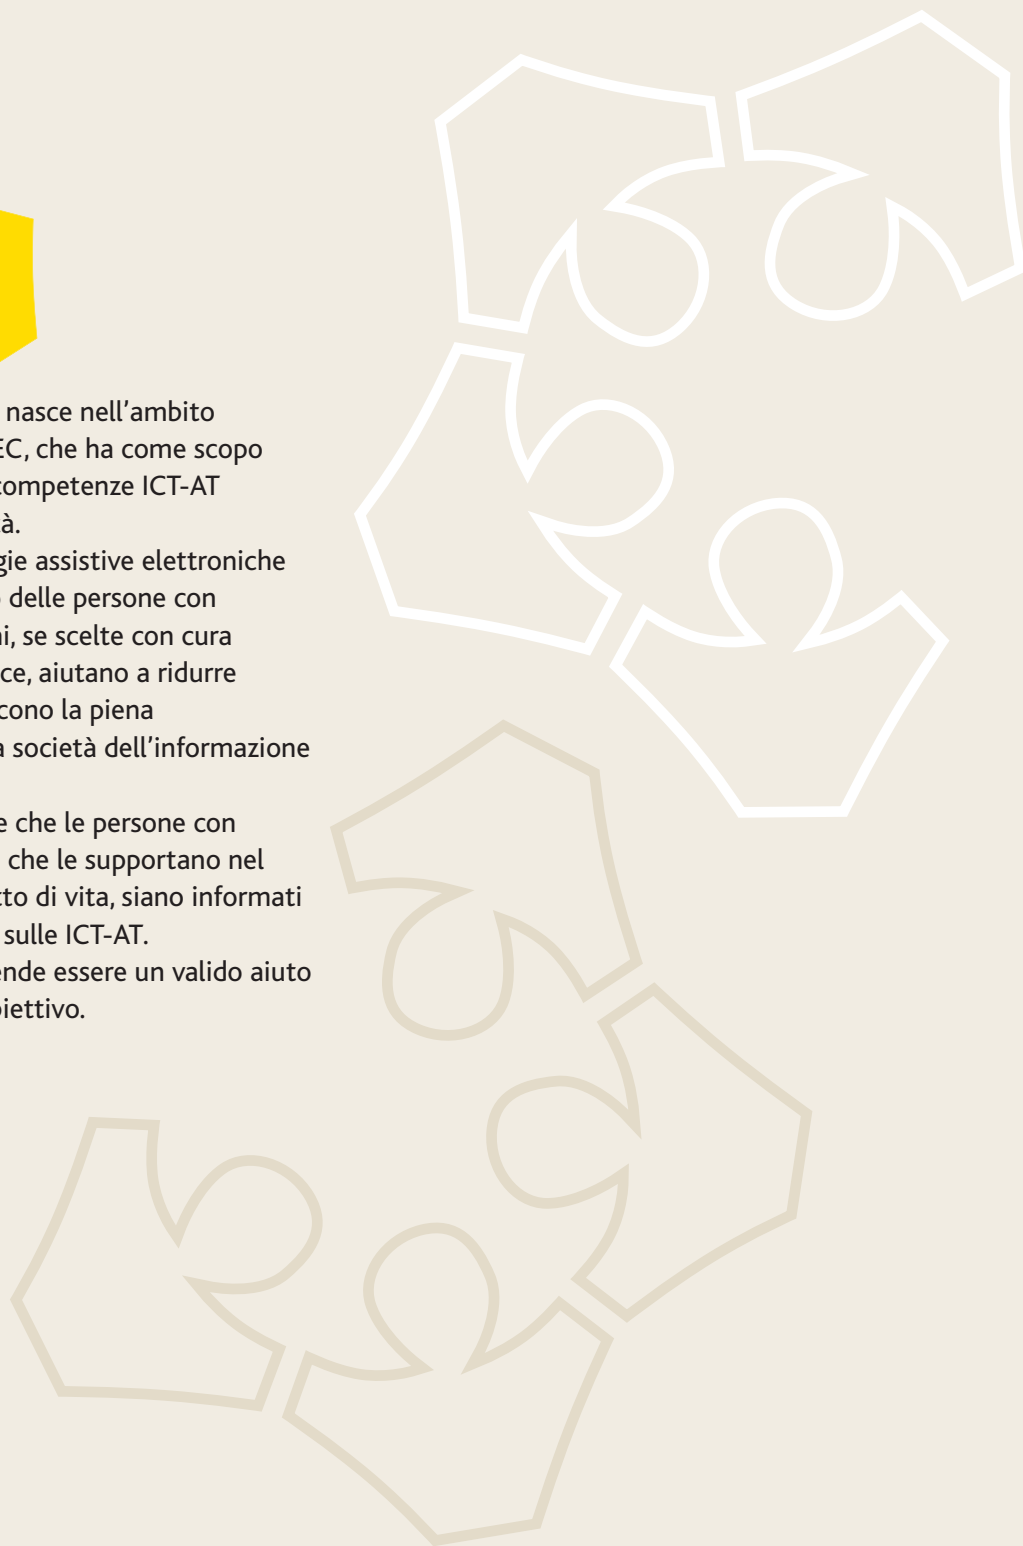 nasce nell’ambito
EC, che ha come scopo
competenze ICT-AT
tà.
gie assistive elettroniche
delle persone con
ni, se scelte con cura
ce, aiutano a ridurre
cono la piena
a società dell’informazione
e che le persone con
che le supportano nel
tto di vita, siano informati
sulle ICT-AT.
ende essere un valido aiuto
biettivo.